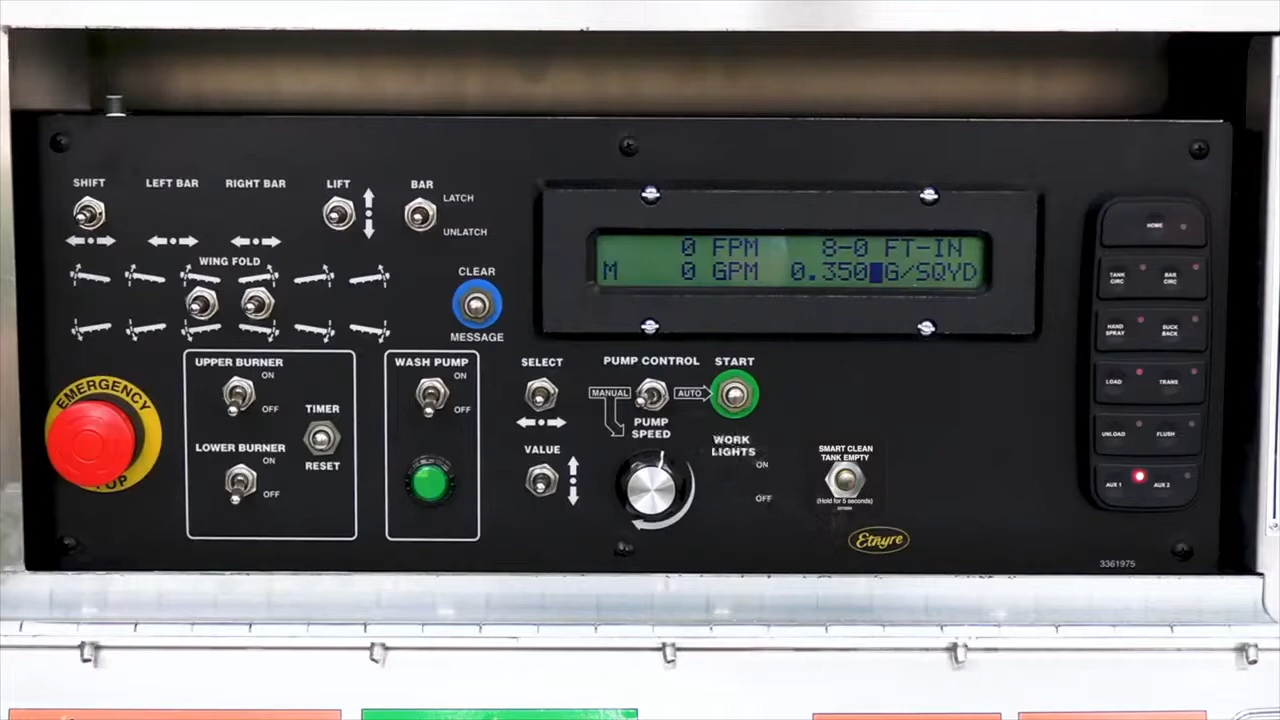 SHIFT
LEFT BAR
RIGHT BAR
LIFT
BAR
LATCH
UNLATCH
WING FOLD
CLEAR
MESSAGE
0 FPM 8-0 FT-IN
M 0 GPM 0.350 G/SQYD
HOME
TANK CIRC
BAR CIRC
HAND SPRAY
SUCK BACK
LOAD
TRANS
UNLOAD
FLUSH
AUX 1
AUX 2
EMERGENCY
TOP
UPPER BURNER
ON
OFF
TIMER
RESET
LOWER BURNER
ON
OFF
WASH PUMP
ON
OFF
SELECT
VALUE
PUMP CONTROL
MANUAL
AUTO
START
PUMP
SPEED
WORK
LIGHTS
ON
OFF
SMART CLEAN
TANK EMPTY
(Hold for 5 seconds)
Etnyre
3361975